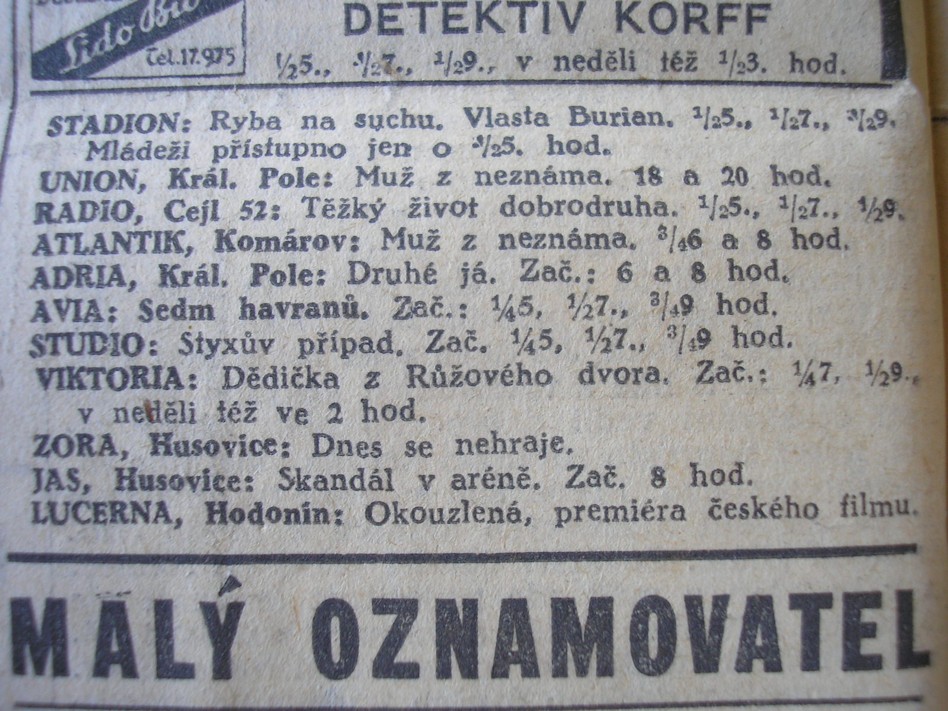 Lido Bio
DETEKTIV KORFF
Tel. 17.975
½5., ½7., ½9., v neděli též ½3. hod.
STADION: Ryba na suchu. Vlasta Burian. ½5., ½7., ¾9.
Mládeži přístupno jen o ½5. hod.
UNION, Král. Pole: Muž z neznáma. 18 a 20 hod.
RADIO, Cejl 52: Těžký život dobrodruha. ½5., ½7., ½9.
ATLANTIK, Komárov: Muž z neznáma. ¾6 a 8 hod.
ADRIA, Král. Pole: Druhé já. Zač.: 6 a 8 hod.
AVIA: Sedm havranů. Zač.: ¼5, ½7., ¾9 hod.
STUDIO: Styxův případ. Zač. ¼5, ½7., ¾9 hod.
VIKTORIA: Dědička z Růžového dvora. Zač.: ¼7, ½9.,
v neděli též ve 2 hod.
ZORA, Husovice: Dnes se nehraje.
JAS, Husovice: Skandál v aréně. Zač. 8 hod.
LUCERNA, Hodonín: Okouzlená, premiéra českého filmu.
MALÝ OZNAMOVATEL